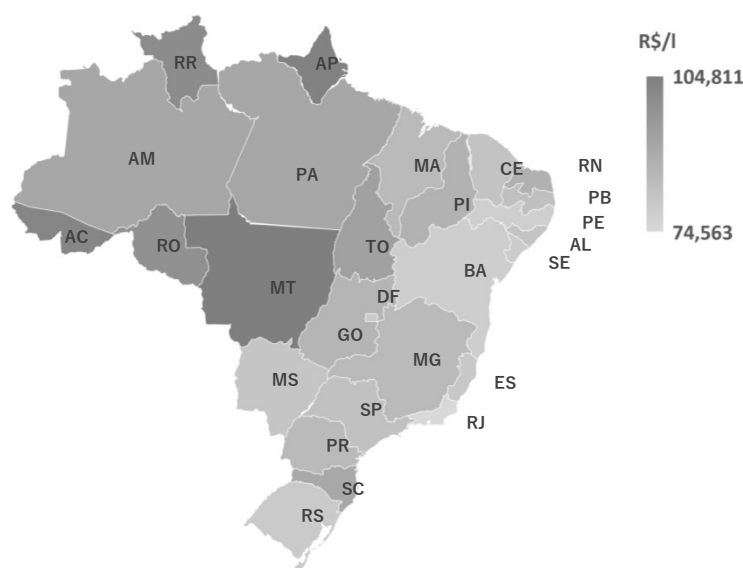 R$/l
104,811
74,563
RR
AP
AM
PA
MA
CE
RN
PB
PI
PE
AC
RO
TO
AL
SE
BA
MT
DF
GO
MG
MS
ES
SP
RJ
PR
SC
RS